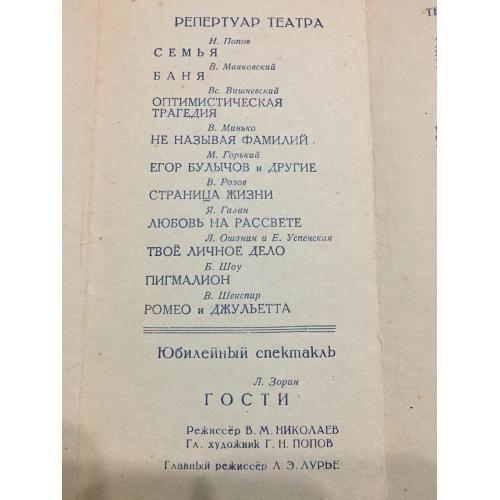 РЕПЕРТУАР ТЕАТРА
И. Попов
СЕМЬЯ
В. Маяковский
БАНЯ
Вс. Вишневский
ОПТИМИСТИЧЕСКАЯ
ТРАГЕДИЯ
В. Минько
НЕ НАЗЫВАЯ ФАМИЛИЙ
М. Горький
ЕГОР БУЛЫЧОВ и ДРУГИЕ
В. Розов
СТРАНИЦА ЖИЗНИ
Я. Галан
ЛЮБОВЬ НА РАССВЕТЕ
Л. Ошанин и Е. Успенская
ТВОЁ ЛИЧНОЕ ДЕЛО
Б. Шоу
ПИГМАЛИОН
В. Шекспир
РОМЕО и ДЖУЛЬЕТТА
Юбилейный спектакль
Л. Зорин
ГОСТИ
Режиссёр В. М. НИКОЛАЕВ
Гл. художник Г. Н. ПОПОВ
Главный режиссёр Л. Э. ЛУРЬЕ